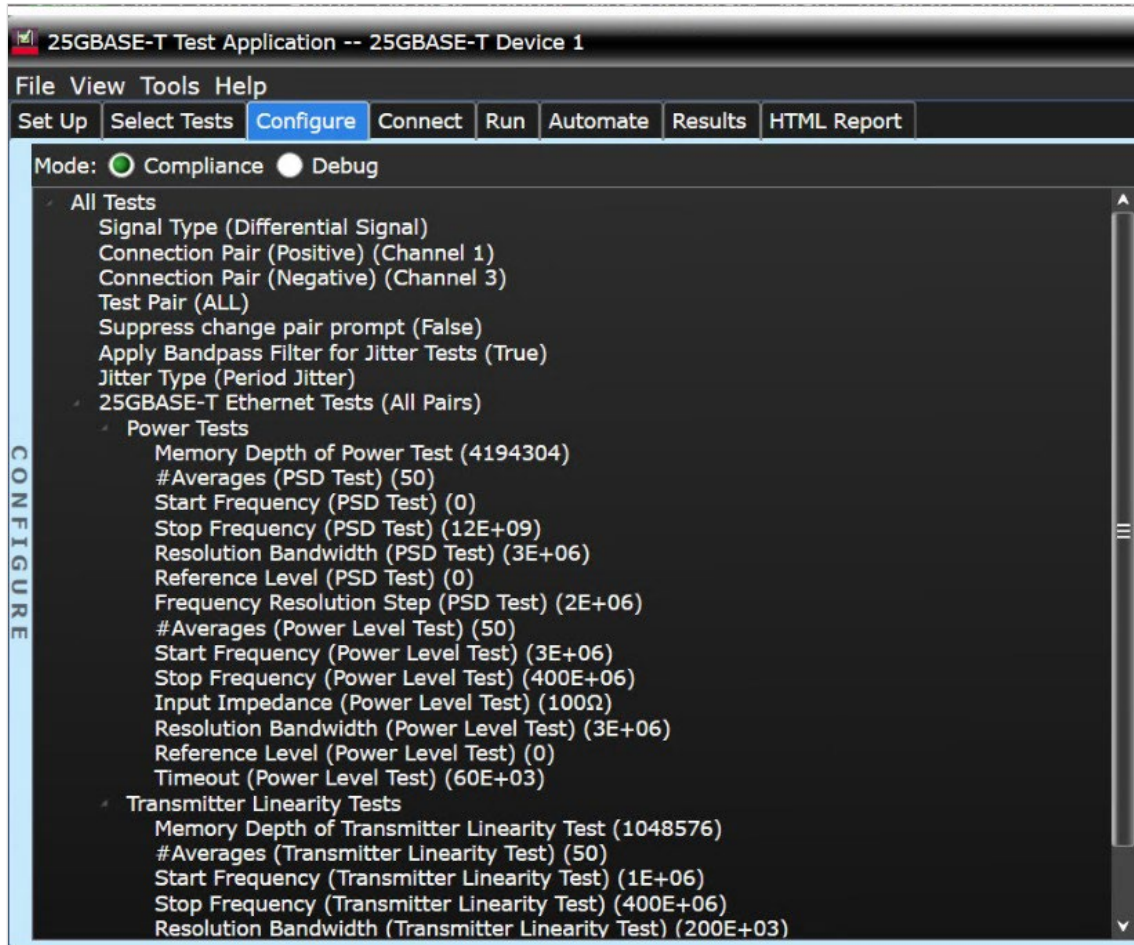 25GBASE-T Test Application -- 25GBASE-T Device 1
File View Tools Help
Set Up Select Tests Configure Connect Run Automate Results HTML Report
Mode: Compliance Debug
All Tests
Signal Type (Differential Signal)
Connection Pair (Positive) (Channel 1)
Connection Pair (Negative) (Channel 3)
Test Pair (ALL)
Suppress change pair prompt (False)
Apply Bandpass Filter for Jitter Tests (True)
Jitter Type (Period Jitter)
25GBASE-T Ethernet Tests (All Pairs)
Power Tests
Memory Depth of Power Test (4194304)
#Averages (PSD Test) (50)
Start Frequency (PSD Test) (0)
Stop Frequency (PSD Test) (12E+09)
Resolution Bandwidth (PSD Test) (3E+06)
Reference Level (PSD Test) (0)
Frequency Resolution Step (PSD Test) (2E+06)
#Averages (Power Level Test) (50)
Start Frequency (Power Level Test) (3E+06)
Stop Frequency (Power Level Test) (400E+06)
Input Impedance (Power Level Test) (100Ω)
Resolution Bandwidth (Power Level Test) (3E+06)
Reference Level (Power Level Test) (0)
Timeout (Power Level Test) (60E+03)
Transmitter Linearity Tests
Memory Depth of Transmitter Linearity Test (1048576)
#Averages (Transmitter Linearity Test) (50)
Start Frequency (Transmitter Linearity Test) (1E+06)
Stop Frequency (Transmitter Linearity Test) (400E+06)
Resolution Bandwidth (Transmitter Linearity Test) (200E+03)
CONFIGURE